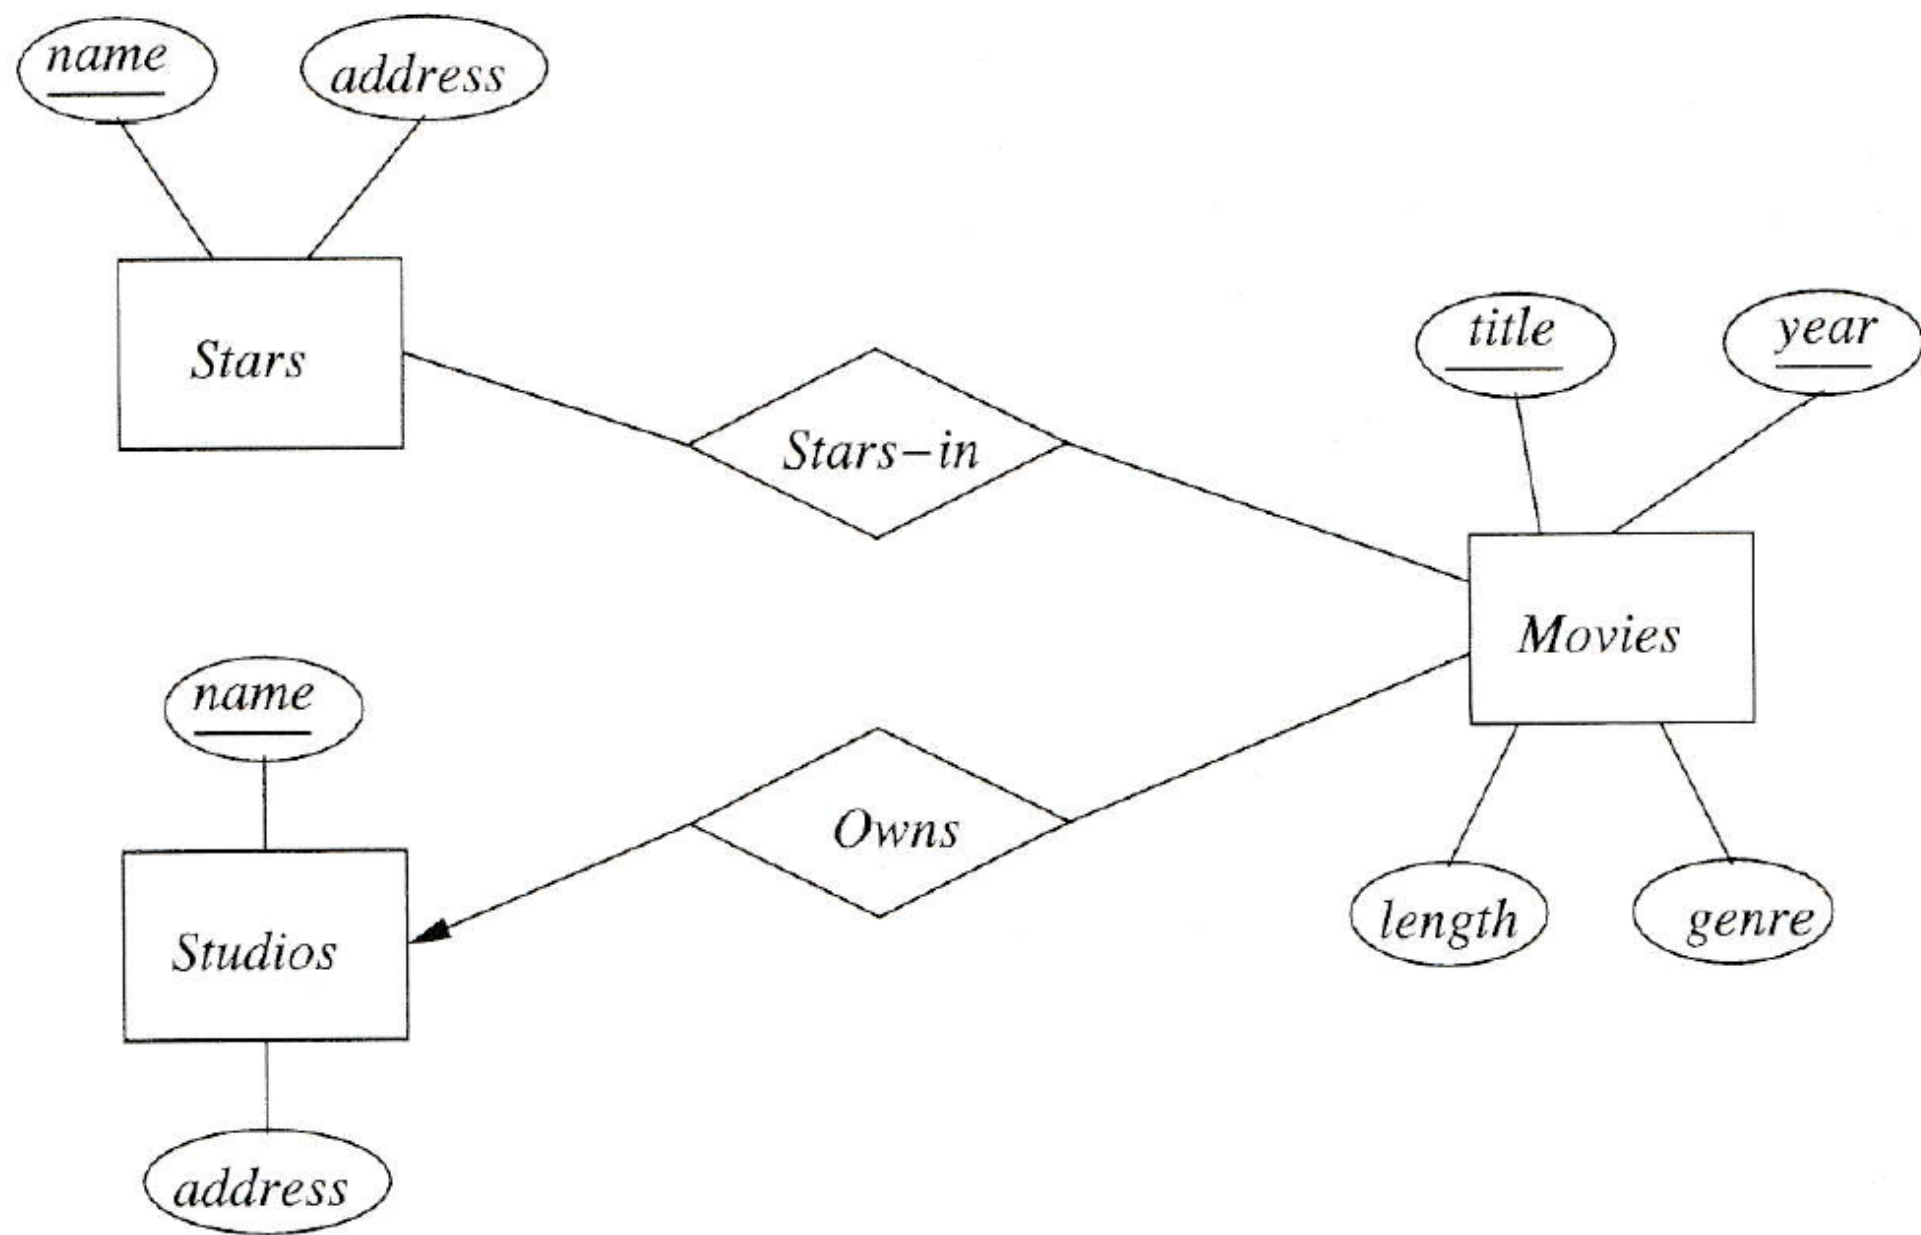 name
address
Stars
Stars-in
title
year
Movies
name
Owns
Studios
length
genre
address